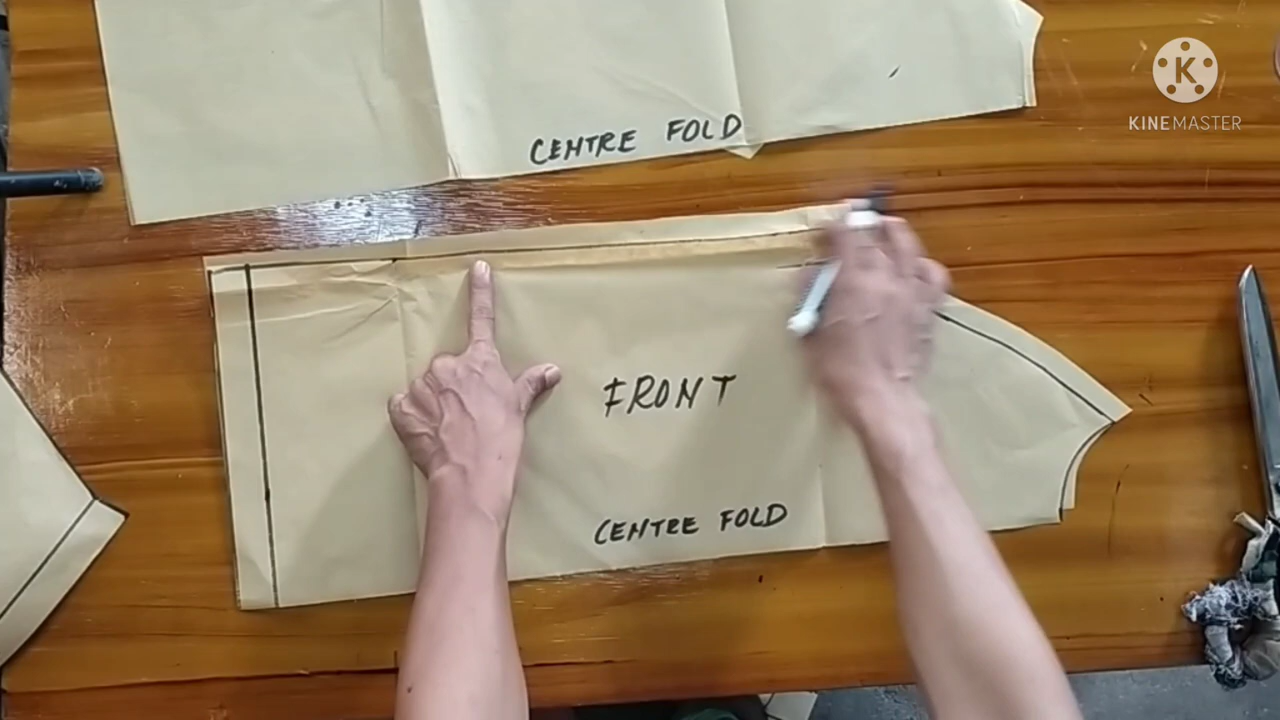 K
KINEMASTER
CENTRE FOLD
FRONT
CENTRE FOLD